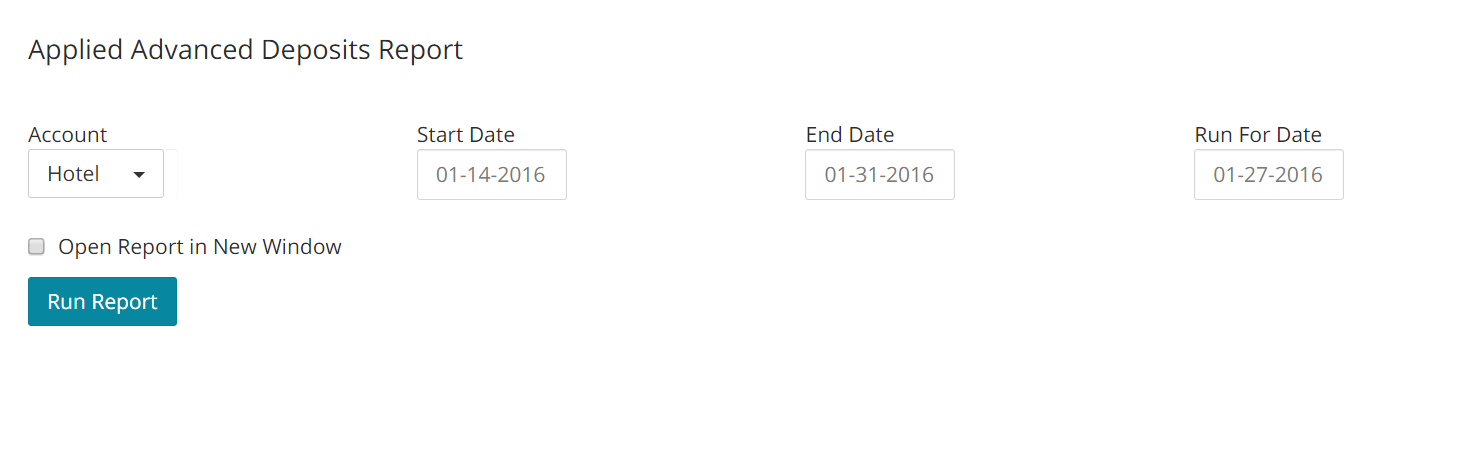 Applied Advanced Deposits Report
Account Start Date End Date Run For Date
Hotel 01-14-2016 01-31-2016 01-27-2016
Open Report in New Window
Run Report